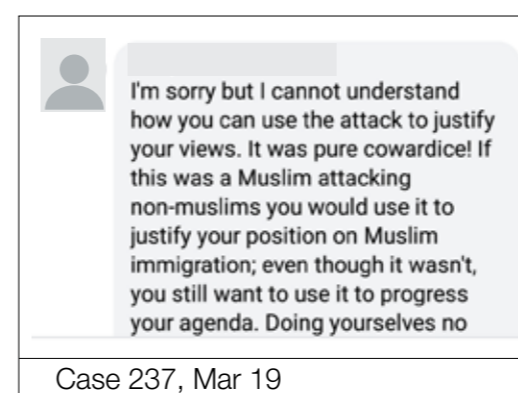 I'm sorry but I cannot understand
how you can use the attack to justify
your views. It was pure cowardice! If
this was a Muslim attacking
non-muslims you would use it to
justify your position on Muslim
immigration; even though it wasn't,
you still want to use it to progress
your agenda. Doing yourselves no
Case 237, Mar 19